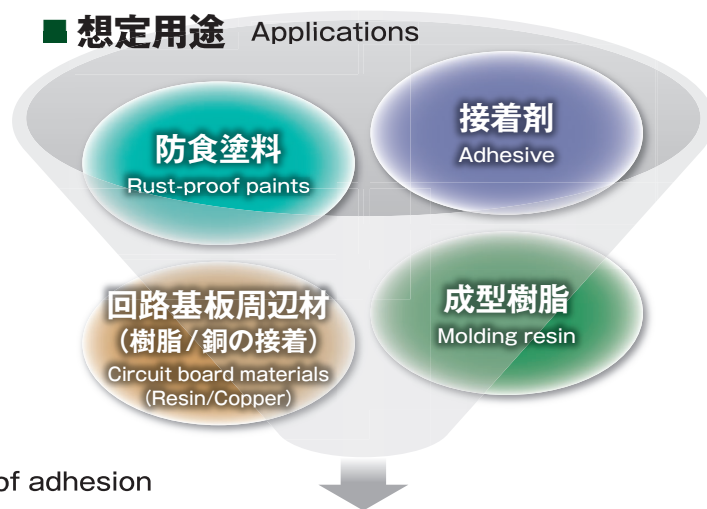 ■ 想定用途 Applications
防食塗料
Rust-proof paints
接着剤
Adhesive
回路基板周辺材
（樹脂/銅の接着）
Circuit board materials
（Resin/Copper）
成型樹脂
Molding resin
of adhesion